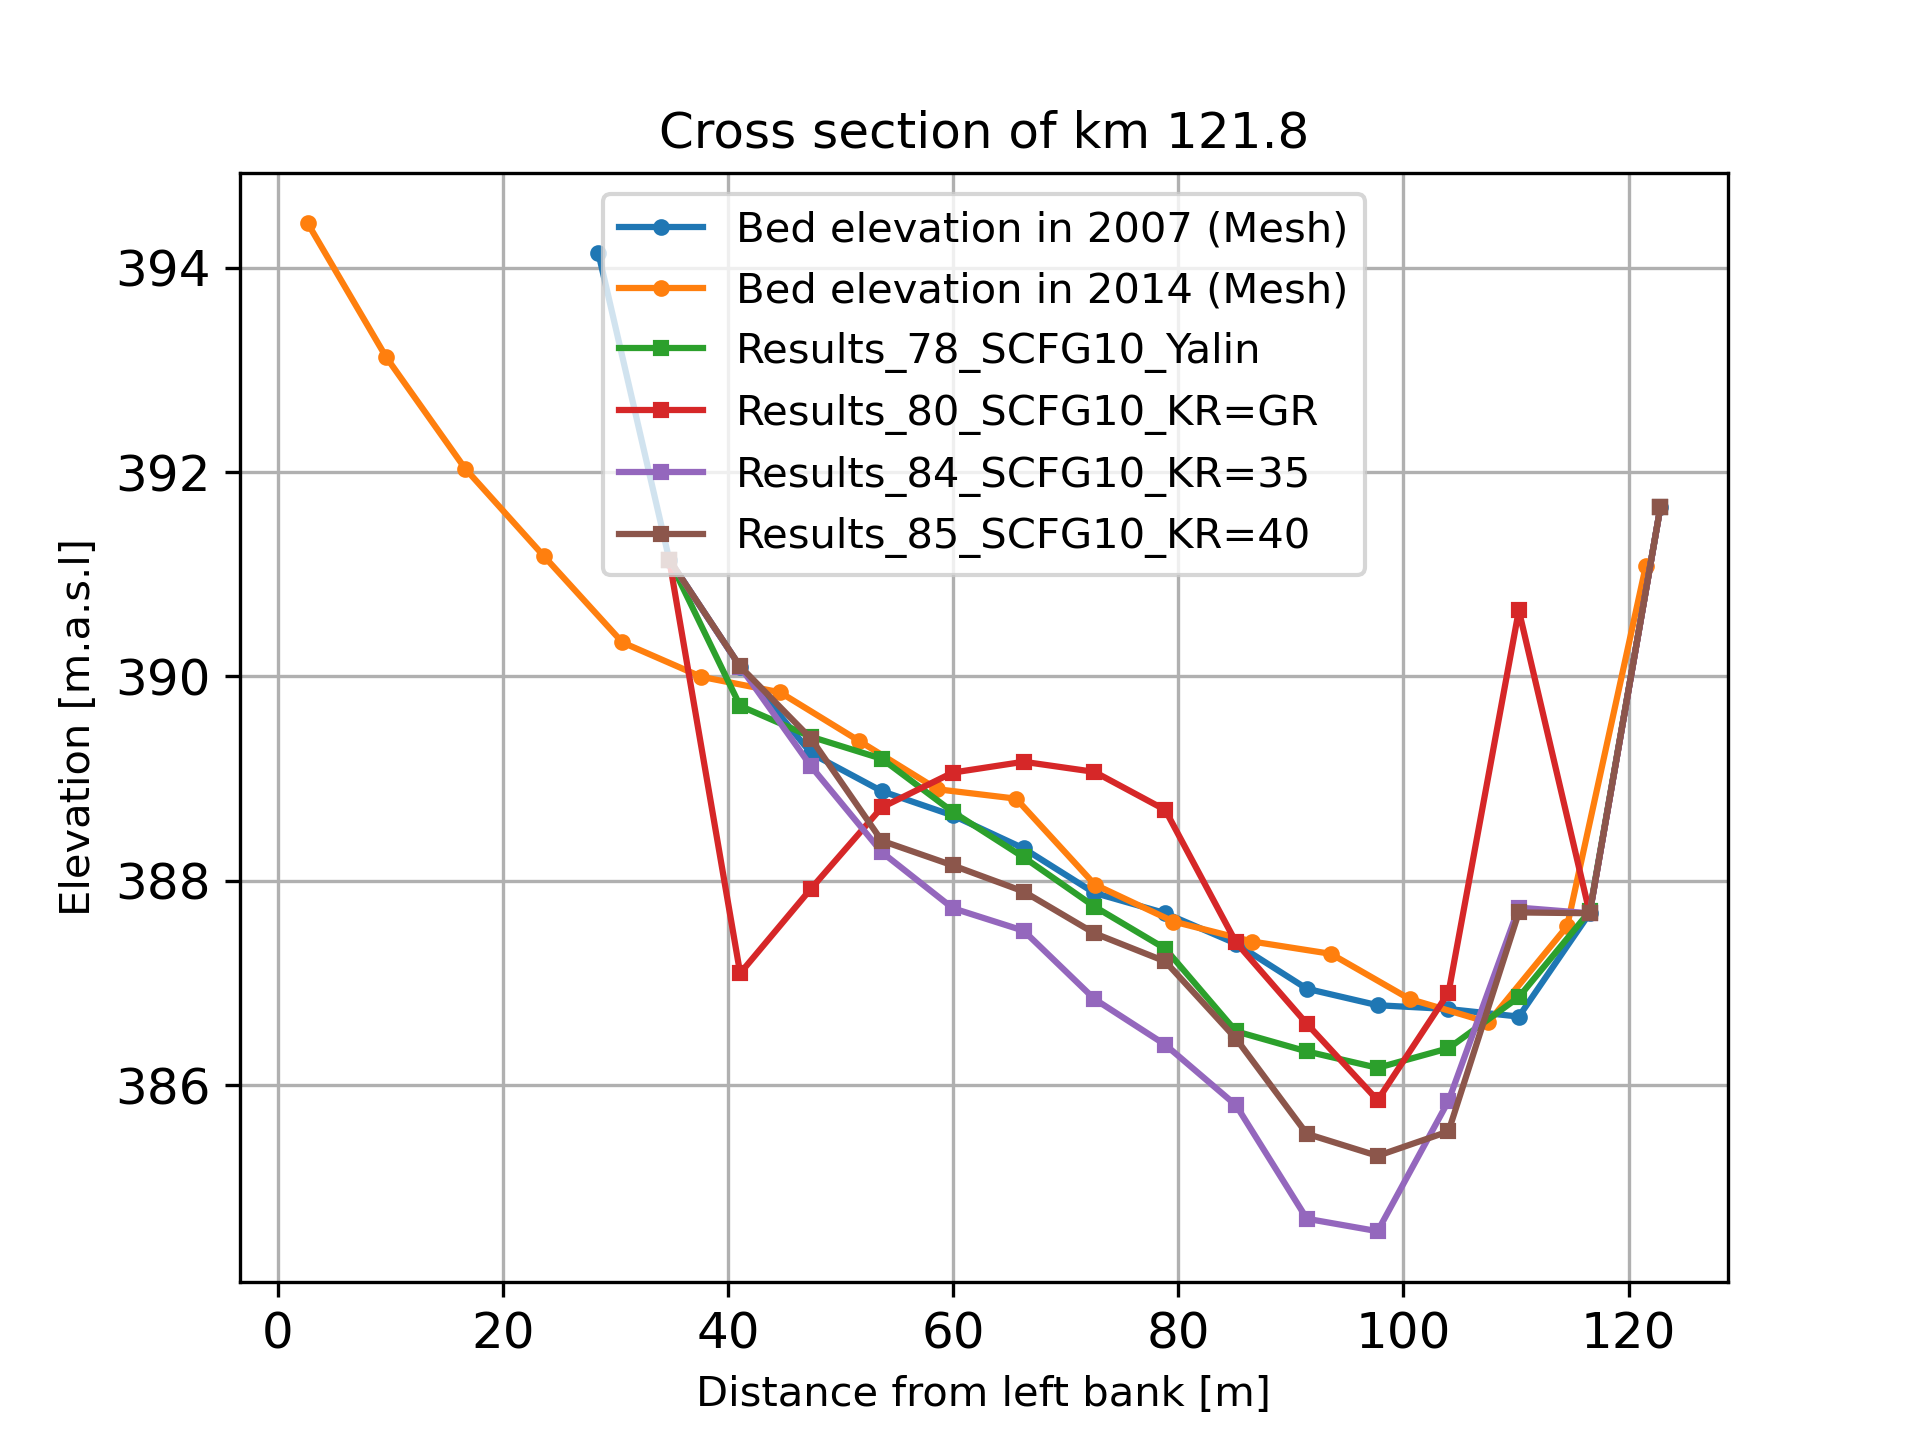 Cross section of km 121.8
Bed elevation in 2007 (Mesh)
Bed elevation in 2014 (Mesh)
Results_78_SCFG10_Yalin
Results_80_SCFG10_KR=GR
Results_84_SCFG10_KR=35
Results_85_SCFG10_KR=40
Elevation [m.a.s.l]
394
392
390
388
386
0 20 40 60 80 100 120
Distance from left bank [m]